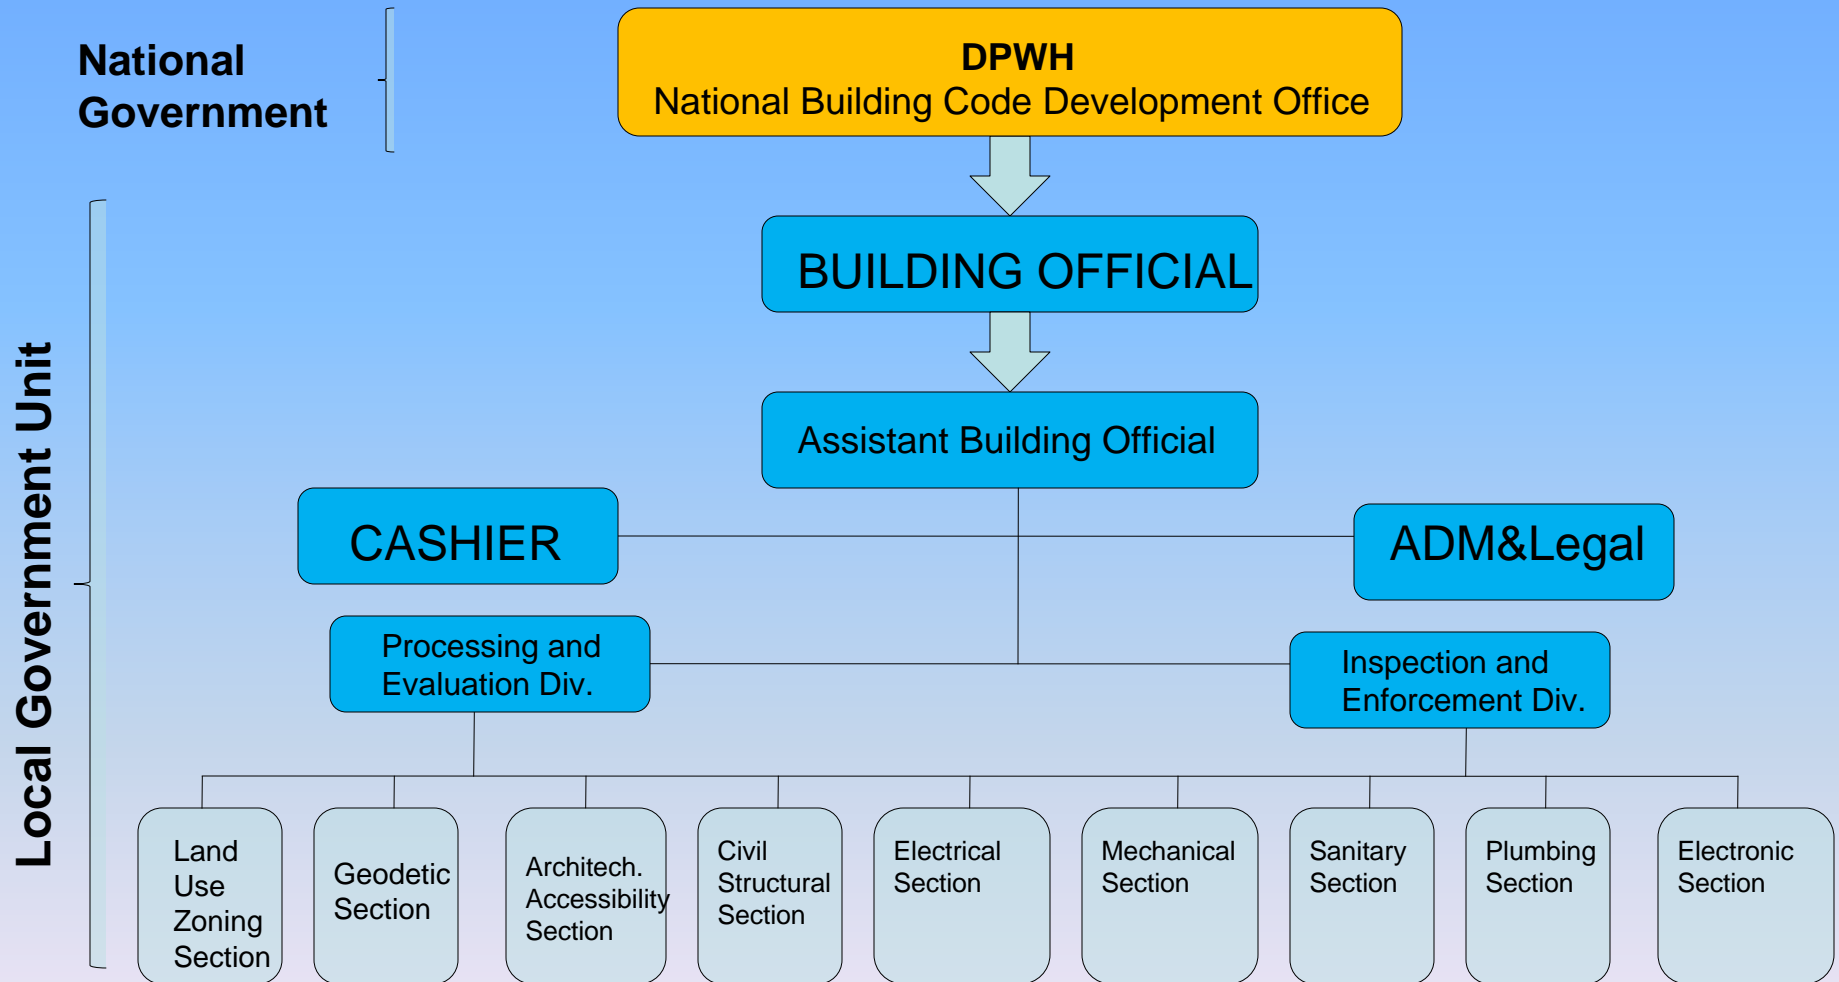 National
Government
DPWH
National Building Code Development Office
BUILDING OFFICIAL
Assistant Building Official
Local Government Unit
CASHIER
ADM&Legal
Processing and
Evaluation Div.
Inspection and
Enforcement Div.
Land
Use
Zoning
Section
Geodetic
Section
Architech.
Accessibility
Section
Civil
Structural
Section
Electrical
Section
Mechanical
Section
Sanitary
Section
Plumbing
Section
Electronic
Section